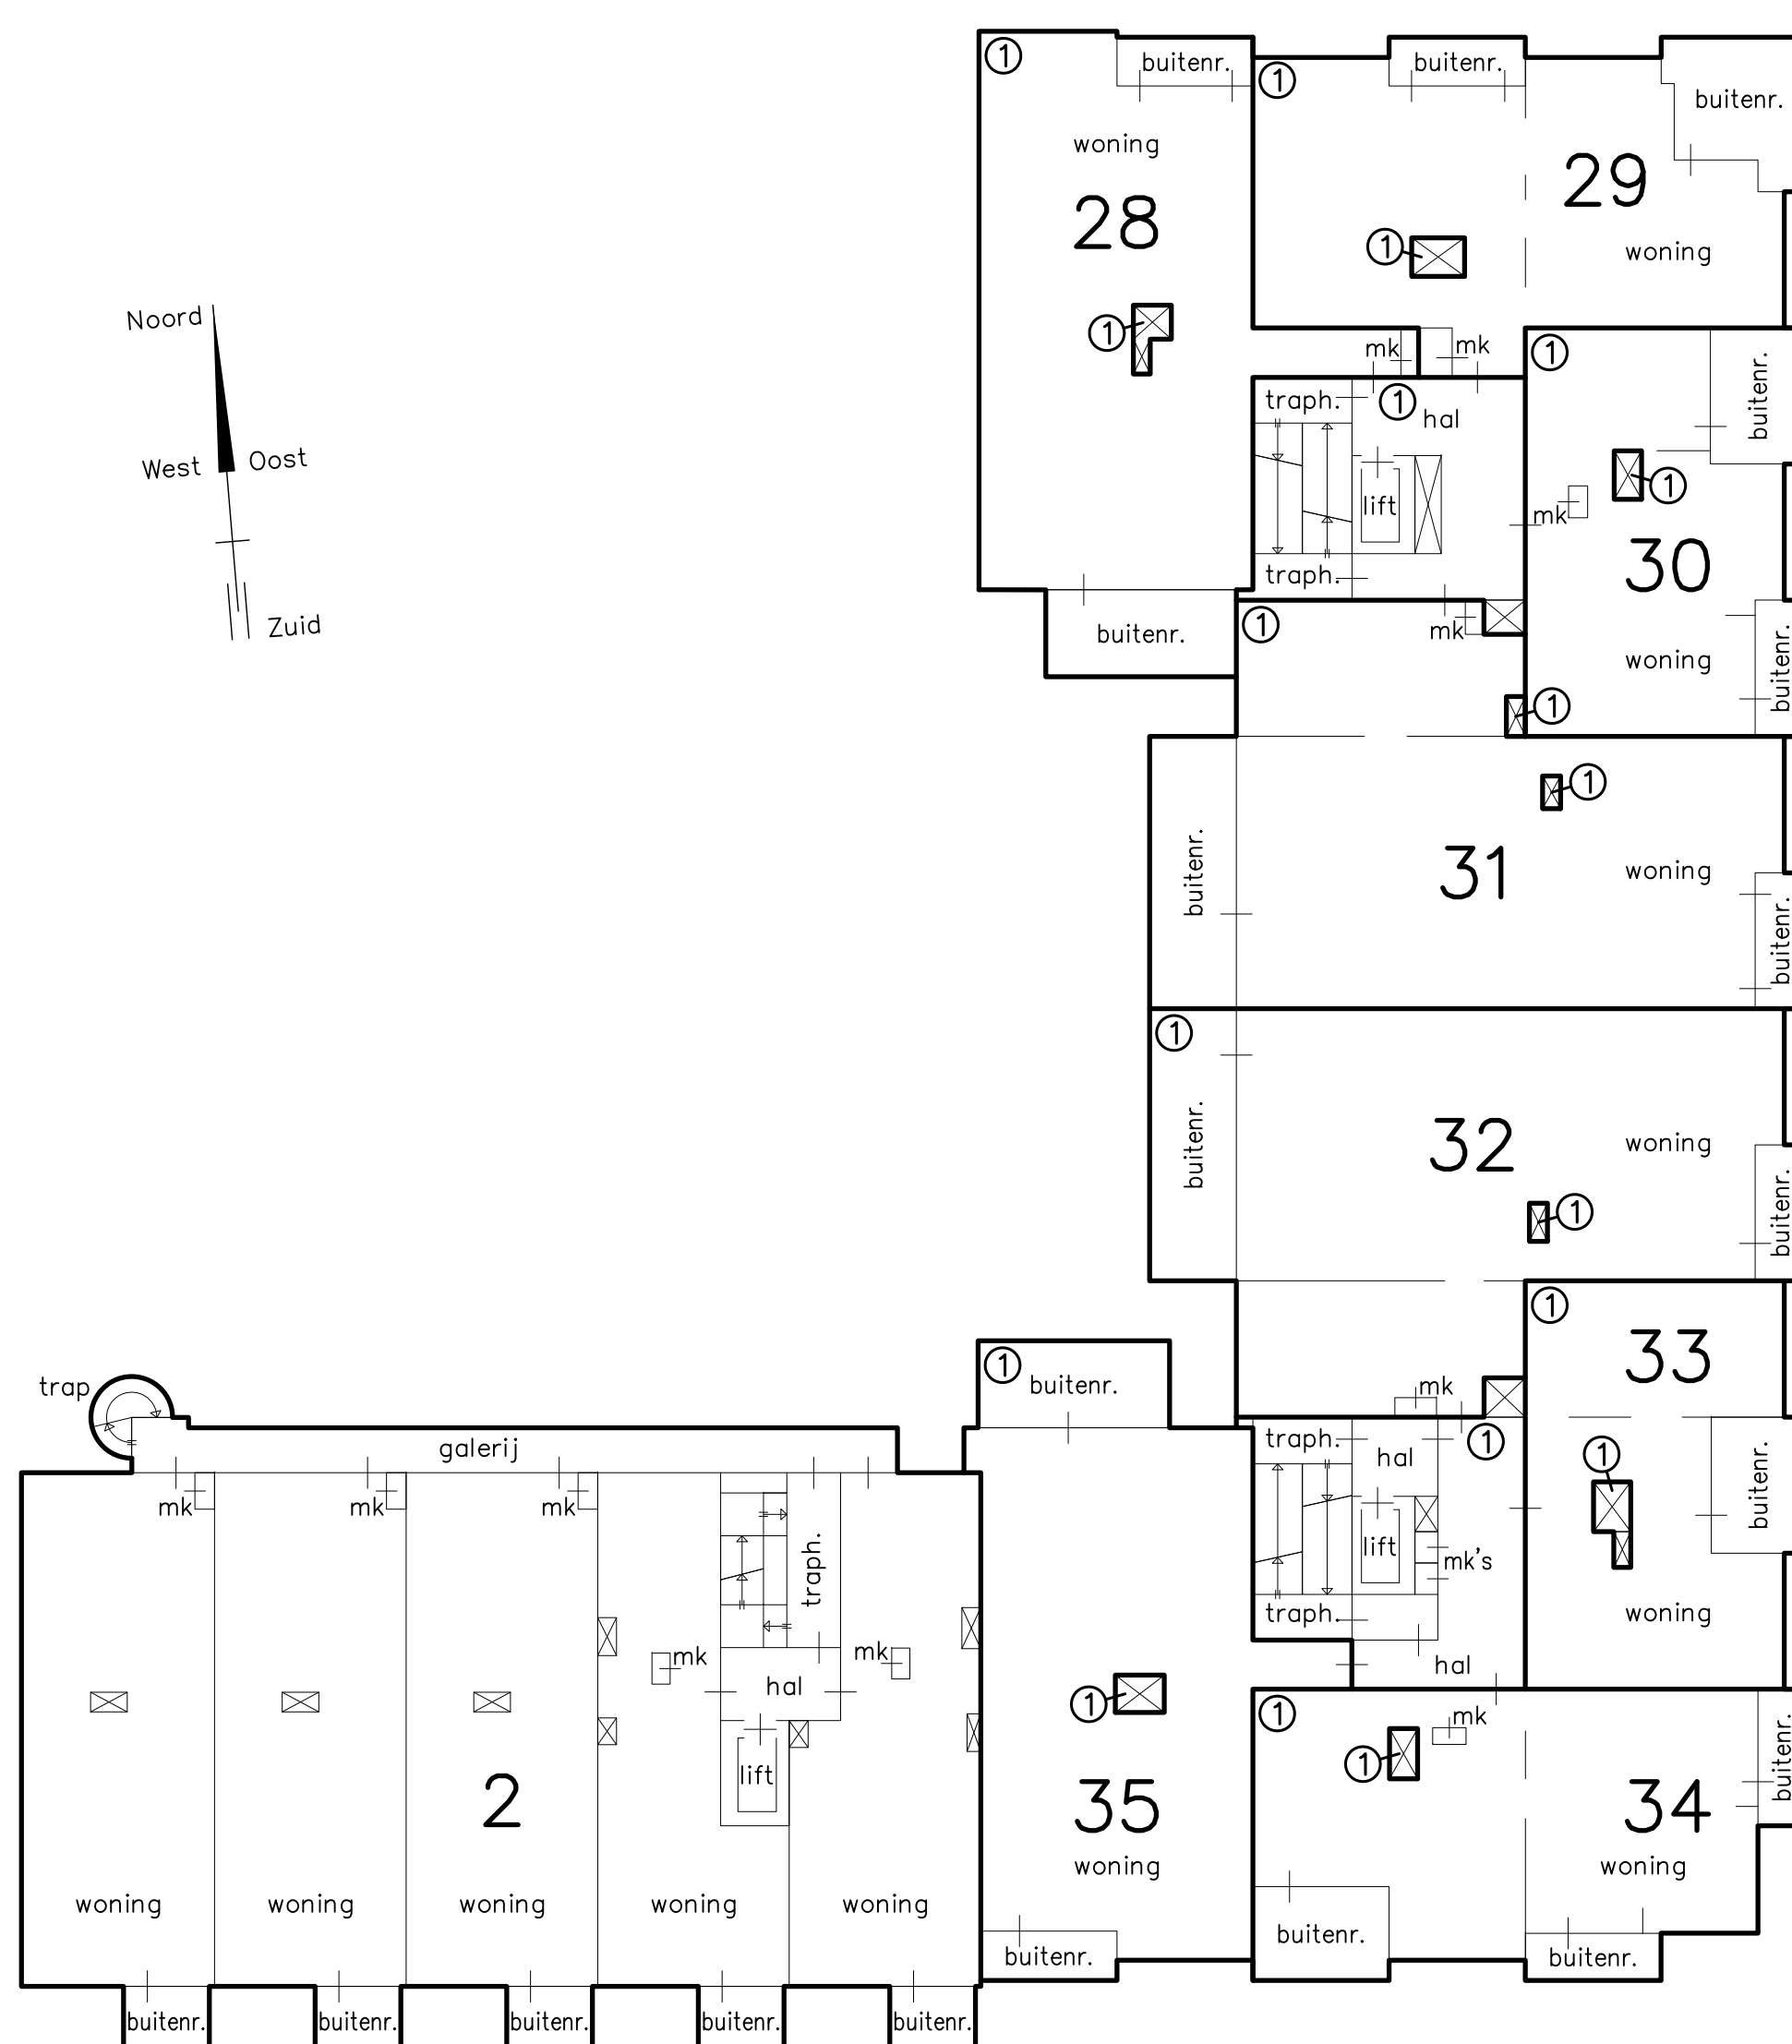 ①
buitenr.
①
buitenr.
buitenr.
woning
28
29
woning
①
①
Noord
West
Oost
Zuid
mk
mk
①
traph.
①
hal
lift
traph.
buitenr.
①
mk
30
woning
buitenr.
buitenr.
①
mk
①
①
31
woning
buitenr.
buitenr.
①
32
woning
buitenr.
buitenr.
①
①
33
①
buitenr.
mk
trap
galerij
traph.
hal
①
①
buitenr.
lift
mk's
traph.
hal
woning
mk
mk
mk
traph.
mk
mk
hal
lift
2
①
35
woning
①
mk
①
34
woning
buitenr.
buitenr.
buitenr.
buitenr.
woning
woning
woning
woning
woning
buitenr.
buitenr.
buitenr.
buitenr.
buitenr.